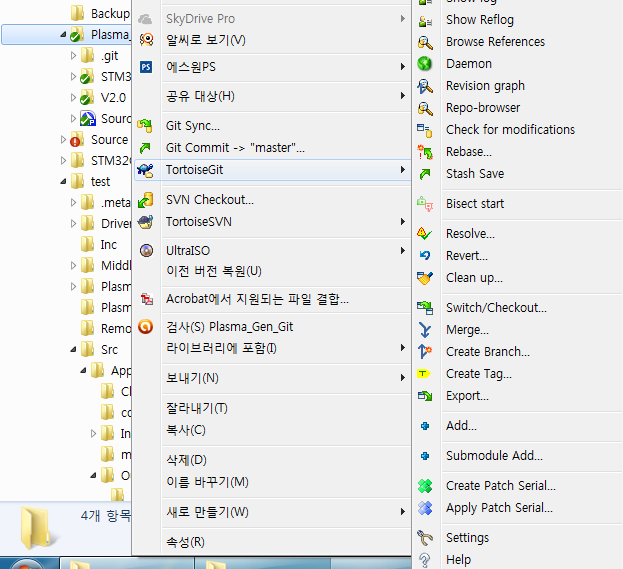 Backup
Plasma_
.git
STM3
V2.0
Sourc
Source
STM32
test
.meta
Driver
Inc
Middl
Plasm
Plasm
Remo
Src
App
Cl
co
In
m
O
4개 항목
SkyDrive Pro
알씨로 보기(V)
에스원PS
공유 대상(H)
Git Sync...
Git Commit -> "master"...
TortoiseGit
SVN Checkout...
TortoiseSVN
UltraISO
이전 버전 복원(U)
Acrobat에서 지원되는 파일 결합...
검사(S) Plasma_Gen_Git
라이브러리에 포함(I)
보내기(N)
잘라내기(T)
복사(C)
삭제(D)
이름 바꾸기(M)
새로 만들기(W)
속성(R)
Show log
Show Reflog
Browse References
Daemon
Revision graph
Repo-browser
Check for modifications
Rebase...
Stash Save
Bisect start
Resolve...
Revert...
Clean up...
Switch/Checkout...
Merge...
Create Branch...
Create Tag...
Export...
Add...
Submodule Add...
Create Patch Serial...
Apply Patch Serial...
Settings
Help